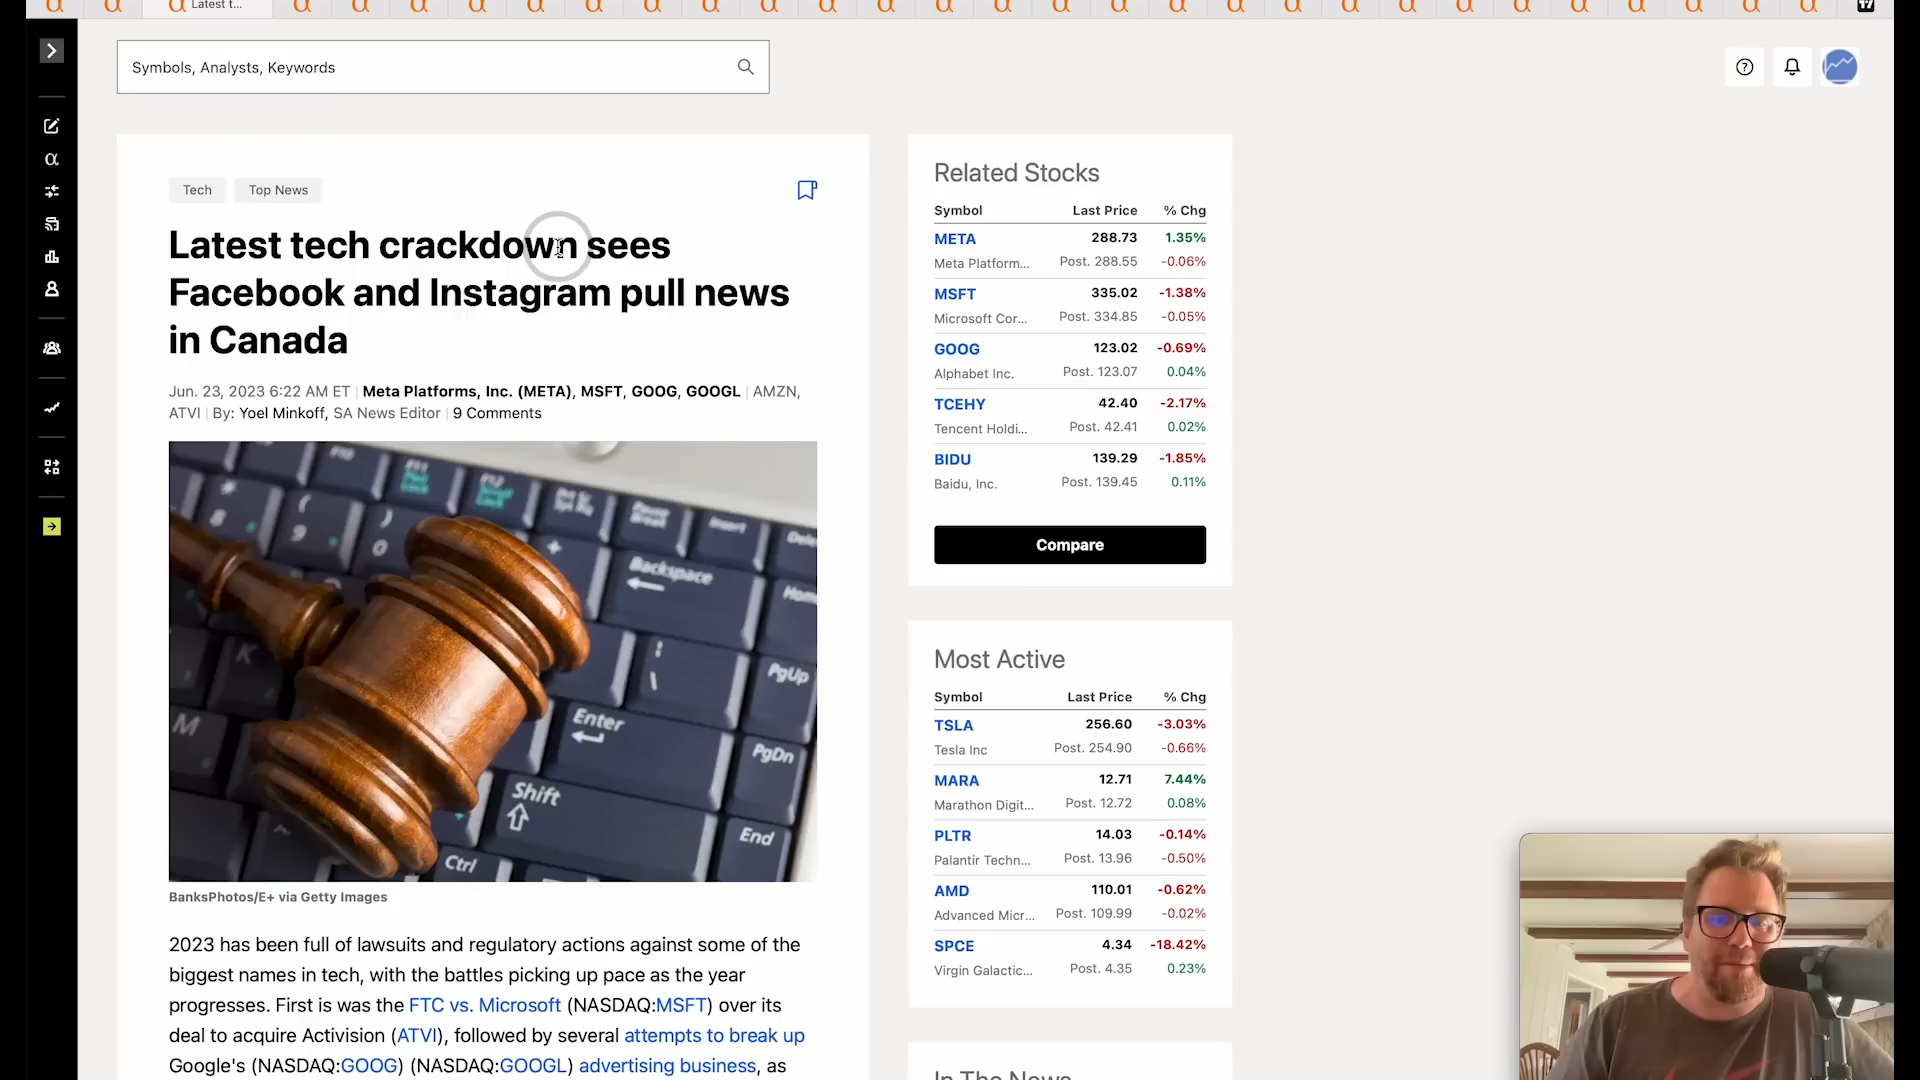 Latest t...
Symbols, Analysts, Keywords
Tech
Top News
Latest tech crackdown sees
Facebook and Instagram pull news
in Canada
Jun. 23, 2023 6:22 AM ET | Meta Platforms, Inc. (META), MSFT, GOOG, GOOGL | AMZN,
ATVI | By: Yoel Minkoff, SA News Editor | 9 Comments
Backspace
Insert
Home
PgUp
Enter
PgDn
Shift
End
Ctrl
K
M
BanksPhotos/E+ via Getty Images
2023 has been full of lawsuits and regulatory actions against some of the
biggest names in tech, with the battles picking up pace as the year
progresses. First is was the FTC vs. Microsoft (NASDAQ:MSFT) over its
deal to acquire Activision (ATVI), followed by several attempts to break up
Google's (NASDAQ:GOOG) (NASDAQ:GOOGL) advertising business, as
Related Stocks
Symbol Last Price % Chg
META 288.73 1.35%
Meta Platform... Post. 288.55 -0.06%
MSFT 335.02 -1.38%
Microsoft Cor... Post. 334.85 -0.05%
GOOG 123.02 -0.69%
Alphabet Inc. Post. 123.07 0.04%
TCEHY 42.40 -2.17%
Tencent Holdi... Post. 42.41 0.02%
BIDU 139.29 -1.85%
Baidu, Inc. Post. 139.45 0.11%
Compare
Most Active
Symbol Last Price % Chg
TSLA 256.60 -3.03%
Tesla Inc Post. 254.90 -0.66%
MARA 12.71 7.44%
Marathon Digit... Post. 12.72 0.08%
PLTR 14.03 -0.14%
Palantir Techn... Post. 13.96 -0.50%
AMD 110.01 -0.62%
Advanced Micr... Post. 109.99 -0.02%
SPCE 4.34 -18.42%
Virgin Galactic... Post. 4.35 0.23%
In The News